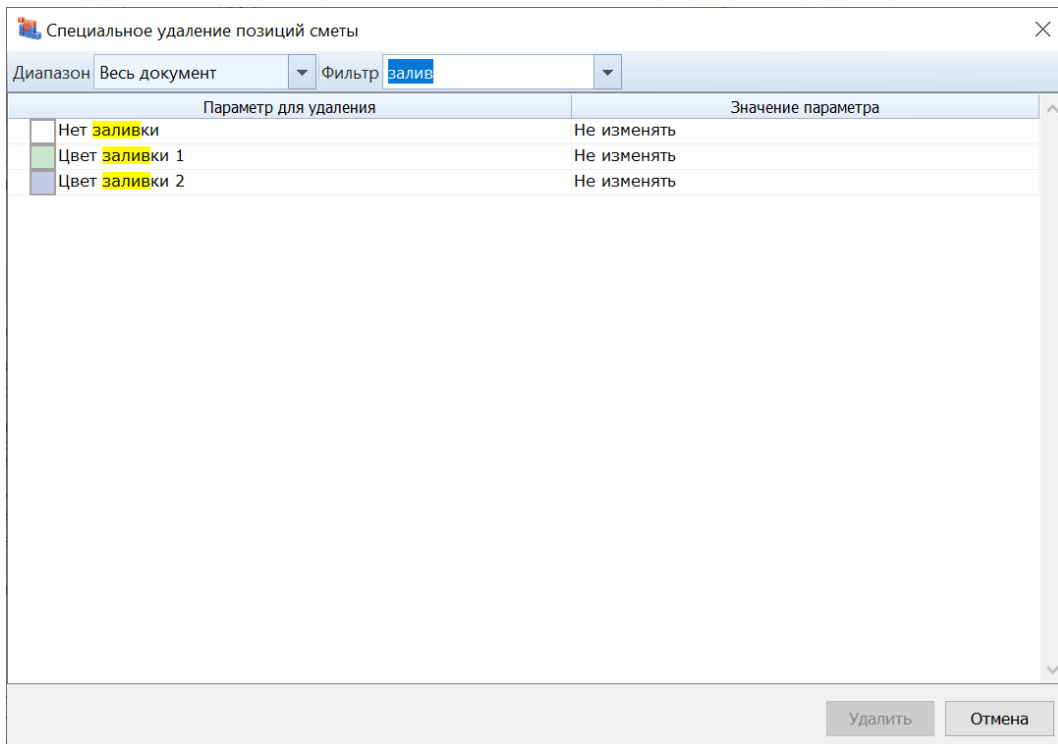 Специальное удаление позиций сметы
Диапазон Весь документ Фильтр залив
Параметр для удаления Значение параметра
Нет заливки Не изменять
Цвет заливки 1 Не изменять
Цвет заливки 2 Не изменять
Удалить Отмена